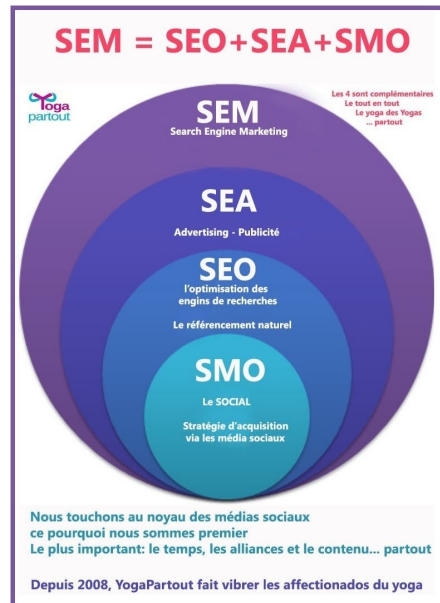 SEM = SEO+SEA+SMO
Yoga
partout
Les 4 sont complémentaires
Le tout en tout
Le yoga des Yogas
... partout
SEM
Search Engine Marketing
SEA
Advertising - Publicité
SEO
l'optimisation des
engins de recherches
Le référencement naturel
SMO
Le SOCIAL
Stratégie d'acquisition
via les média sociaux
Nous touchons au noyau des médias sociaux
ce pourquoi nous sommes premier
Le plus important: le temps, les alliances et le contenu... partout
Depuis 2008, YogaPartout fait vibrer les affectionados du yoga